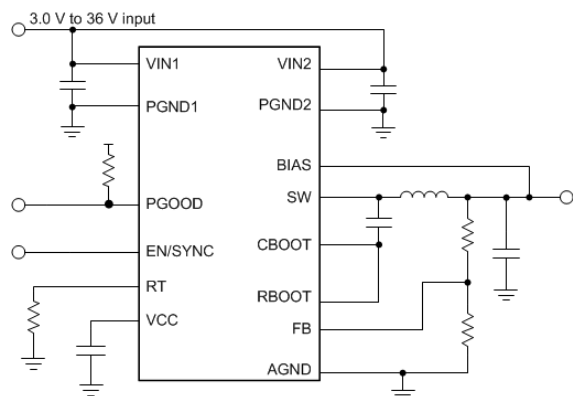 3.0 V to 36 V input
VIN1
VIN2
PGND1
PGND2
BIAS
PGOOD
SW
EN/SYNC
CBOOT
RT
RBOOT
VCC
FB
AGND